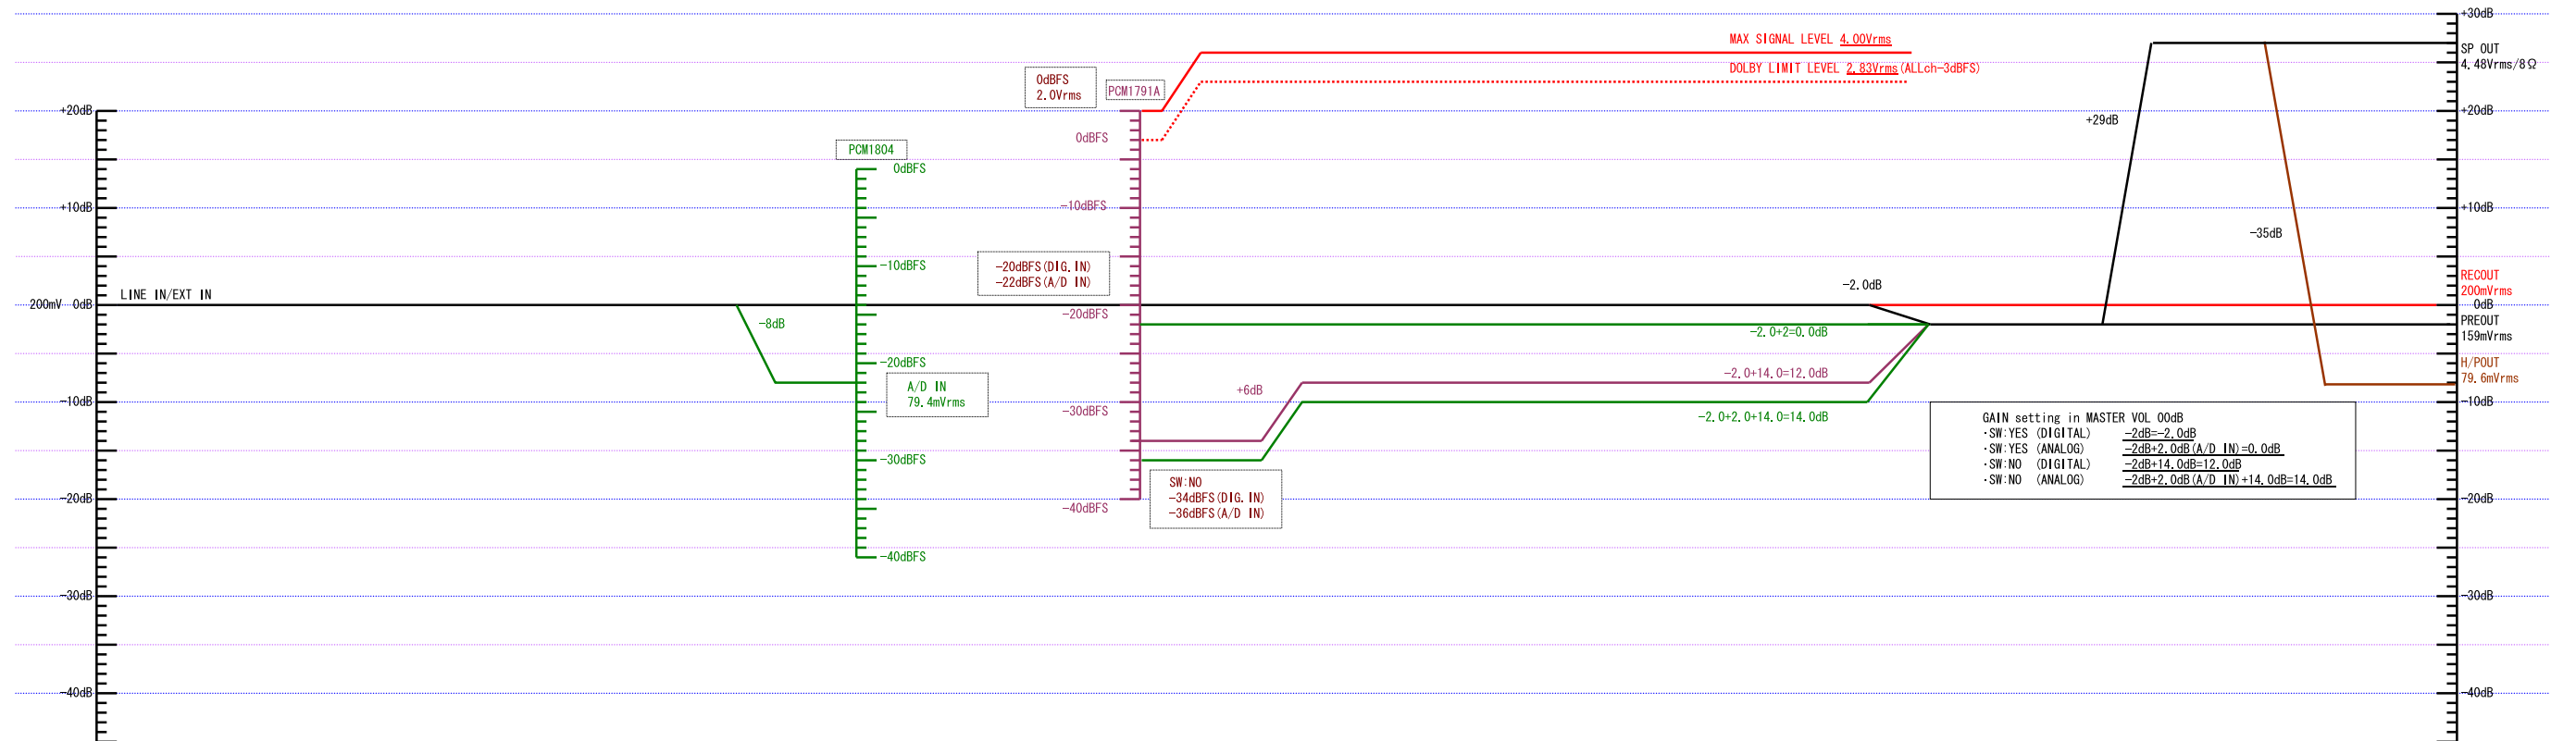 +30dB
MAX SIGNAL LEVEL 4.00Vrms
SP OUT
4.48Vrms/8Ω
DOLBY LIMIT LEVEL 2.83Vrms(ALLch-3dBFS)
0dBFS
2.0Vrms
PCM1791A
+20dB
+20dB
+29dB
0dBFS
PCM1804
0dBFS
+10dB
-10dBFS
+10dB
-35dB
-10dBFS
-20dBFS(DIG.IN)
-22dBFS(A/D IN)
RECOUT
200mVrms
-2.0dB
LINE IN/EXT IN
200mV 0dB
0dB
-20dBFS
-8dB
PREOUT
159mVrms
-2.0+2=0.0dB
-20dBFS
H/POUT
79.6mVrms
-2.0+14.0=12.0dB
A/D IN
79.4mVrms
+6dB
-10dB
-10dB
-30dBFS
-2.0+2.0+14.0=14.0dB
GAIN setting in MASTER VOL 00dB
・SW:YES (DIGITAL) -2dB=-2.0dB
・SW:YES (ANALOG) -2dB+2.0dB(A/D IN)=0.0dB
・SW:NO (DIGITAL) -2dB+14.0dB=12.0dB
・SW:NO (ANALOG) -2dB+2.0dB(A/D IN)+14.0dB=14.0dB
-30dBFS
SW:NO
-34dBFS(DIG.IN)
-36dBFS(A/D IN)
-20dB
-20dB
-40dBFS
-40dBFS
-30dB
-30dB
-40dB
-40dB